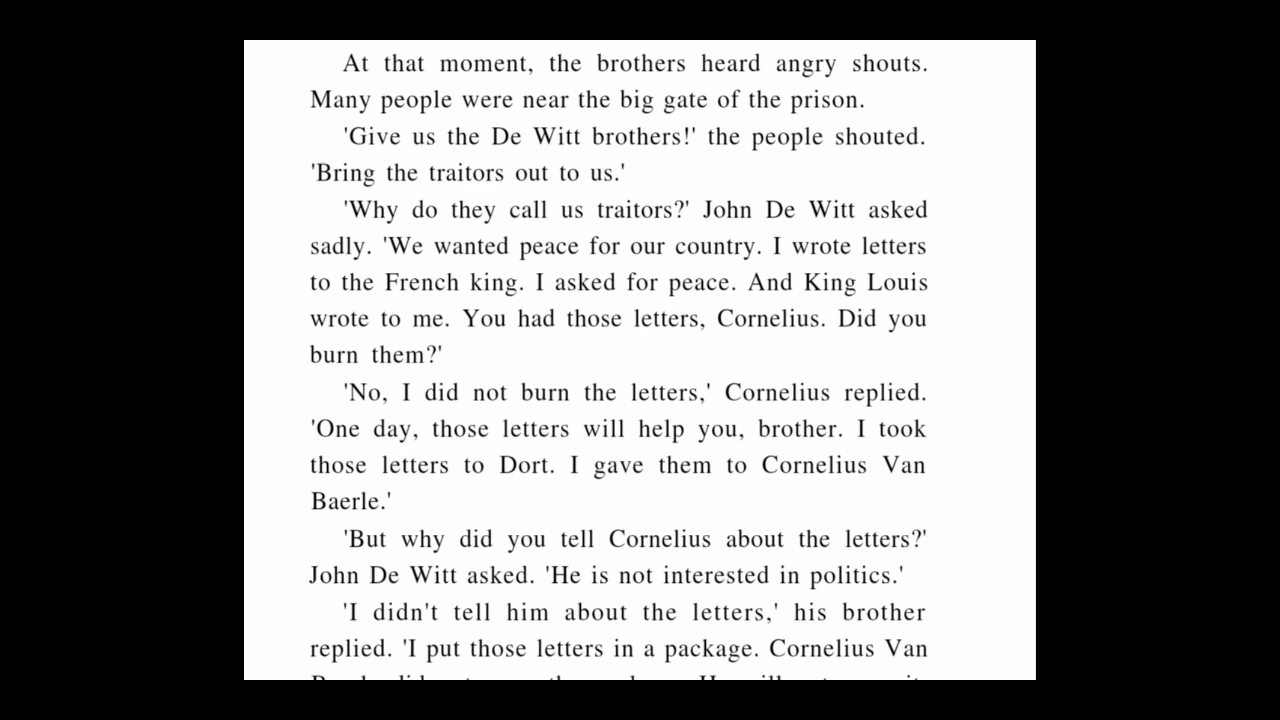 At that moment, the brothers heard angry shouts.
Many people were near the big gate of the prison.
'Give us the De Witt brothers!' the people shouted.
'Bring the traitors out to us.'
'Why do they call us traitors?' John De Witt asked
sadly. 'We wanted peace for our country. I wrote letters
to the French king. I asked for peace. And King Louis
wrote to me. You had those letters, Cornelius. Did you
burn them?'
'No, I did not burn the letters,' Cornelius replied.
'One day, those letters will help you, brother. I took
those letters to Dort. I gave them to Cornelius Van
Baerle.'
'But why did you tell Cornelius about the letters?'
John De Witt asked. 'He is not interested in politics.'
'I didn't tell him about the letters,' his brother
replied. 'I put those letters in a package. Cornelius Van